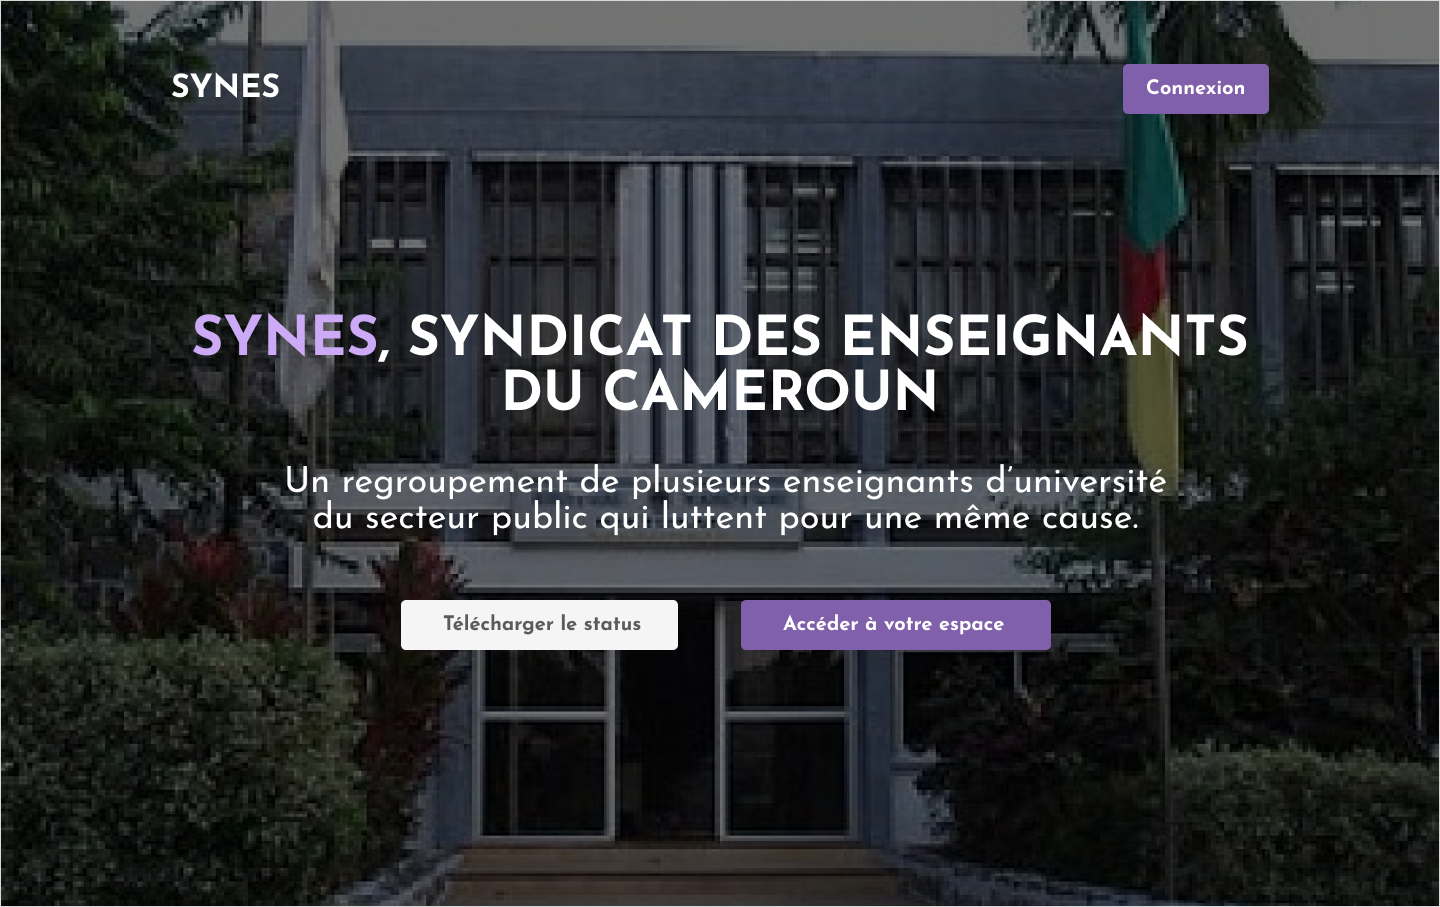 SYNES
Connexion
SYNES, SYNDICAT DES ENSEIGNANTS
DU CAMEROUN
Un regroupement de plusieurs enseignants d’université
du secteur public qui luttent pour une même cause.
Télécharger le status
Accéder à votre espace